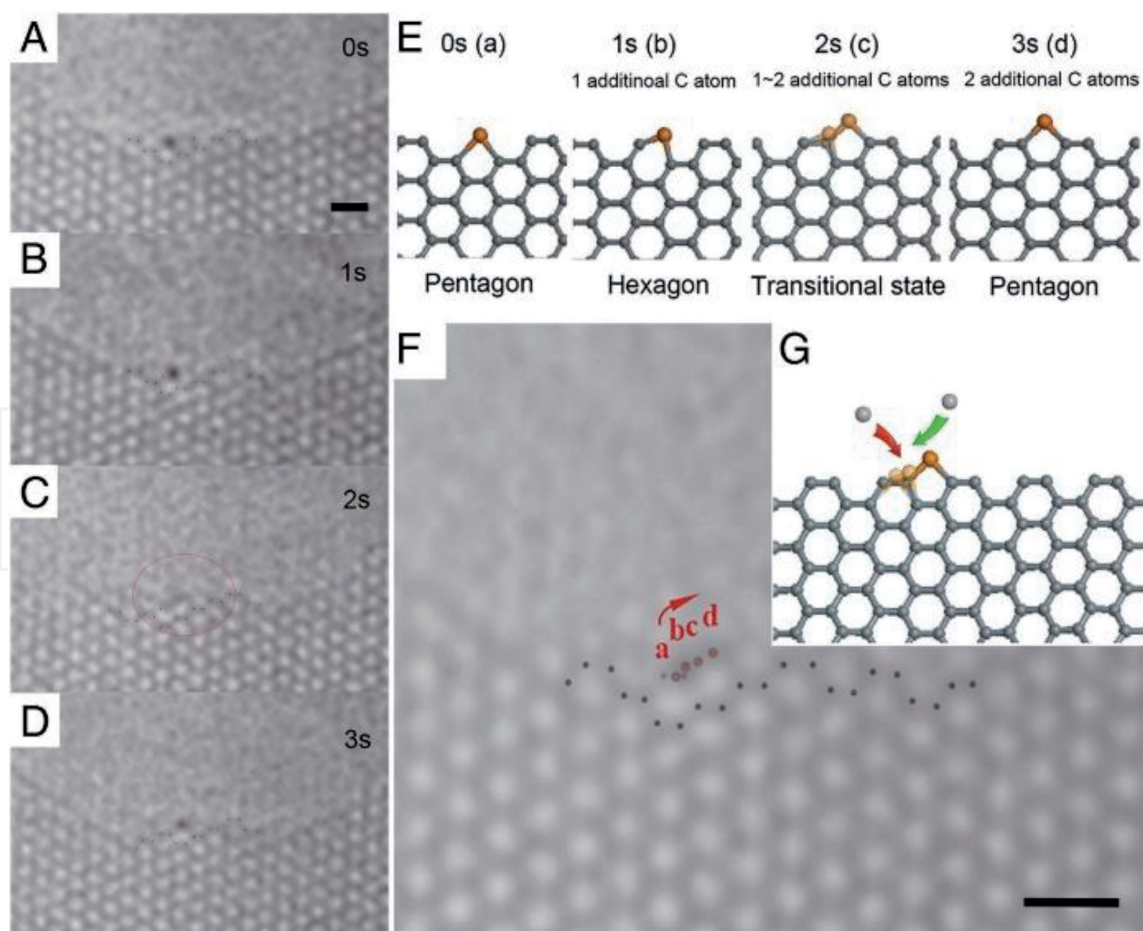 A
0s
B
1s
C
2s
D
3s
E
0s (a)
1s (b)
2s (c)
3s (d)
1 additinoal C atom
1~2 additional C atoms
2 additional C atoms
Pentagon
Hexagon
Transitional state
Pentagon
F
a
b
c
d
G